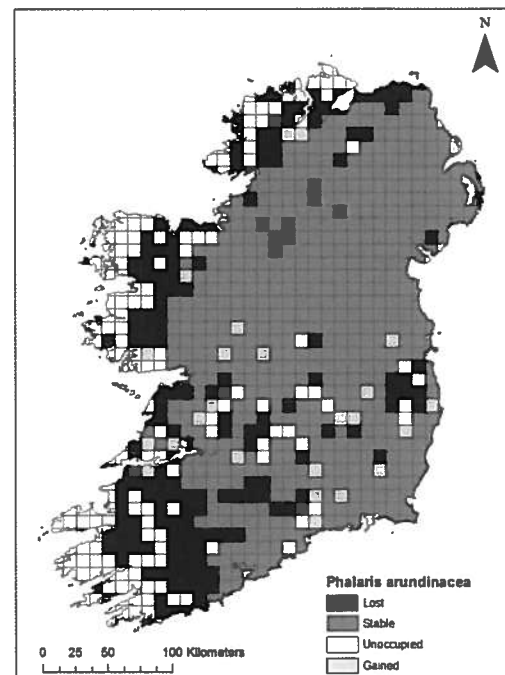 N
Phalaris arundinacea
Lost
Stable
Unoccupied
Gained
0 25 50 100 Kilometers